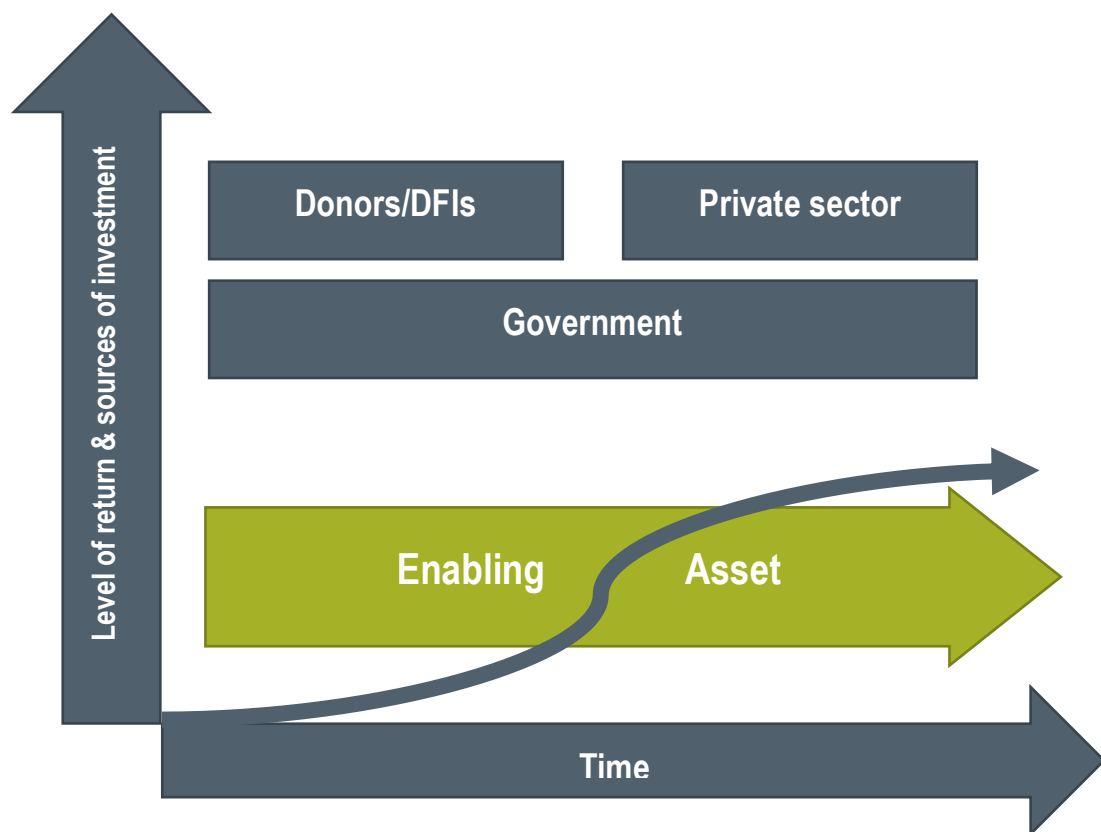 Level of return & sources of investment
Donors/DFIs
Private sector
Government
Enabling
Asset
Time